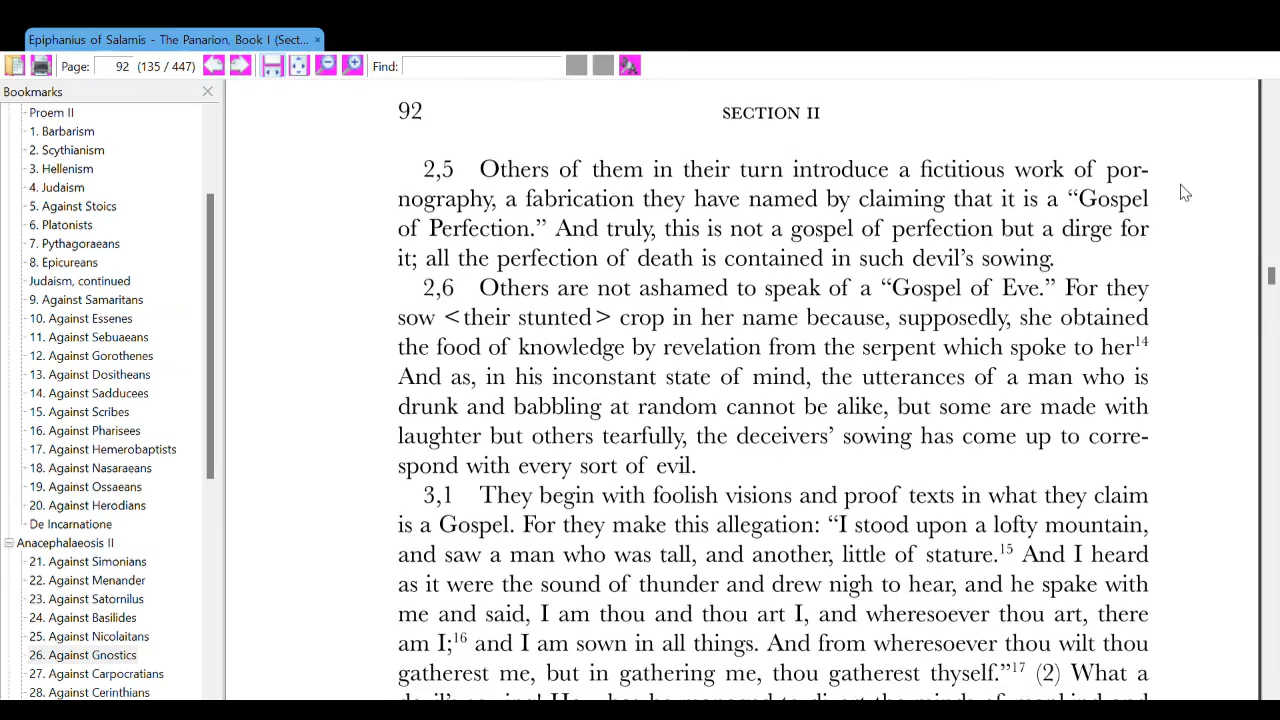 Epiphanius of Salamis - The Panarion, Book I (Sect... ×
Page: 92 (135 / 447) Find:
Bookmarks
Proem II
1. Barbarism
2. Scythianism
3. Hellenism
4. Judaism
5. Against Stoics
6. Platonists
7. Pythagoraeans
8. Epicureans
Judaism, continued
9. Against Samaritans
10. Against Essenes
11. Against Sebuaeans
12. Against Gorothenes
13. Against Dositheans
14. Against Sadducees
15. Against Scribes
16. Against Pharisees
17. Against Hemerobaptists
18. Against Nasaraeans
19. Against Ossaeans
20. Against Herodians
De Incarnatione
Anacephalaeosis II
21. Against Simonians
22. Against Menander
23. Against Satornilus
24. Against Basilides
25. Against Nicolaitans
26. Against Gnostics
27. Against Carpocratians
28. Against Cerinthians
92 SECTION II
2,5 Others of them in their turn introduce a fictitious work of por-
nography, a fabrication they have named by claiming that it is a “Gospel
of Perfection.” And truly, this is not a gospel of perfection but a dirge for
it; all the perfection of death is contained in such devil’s sowing.
2,6 Others are not ashamed to speak of a “Gospel of Eve.” For they
sow <their stunted> crop in her name because, supposedly, she obtained
the food of knowledge by revelation from the serpent which spoke to her14
And as, in his inconstant state of mind, the utterances of a man who is
drunk and babbling at random cannot be alike, but some are made with
laughter but others tearfully, the deceivers’ sowing has come up to corre-
spond with every sort of evil.
3,1 They begin with foolish visions and proof texts in what they claim
is a Gospel. For they make this allegation: “I stood upon a lofty mountain,
and saw a man who was tall, and another, little of stature.15 And I heard
as it were the sound of thunder and drew nigh to hear, and he spake with
me and said, I am thou and thou art I, and wheresoever thou art, there
am I;16 and I am sown in all things. And from wheresoever thou wilt thou
gatherest me, but in gathering me, thou gatherest thyself.”17 (2) What a